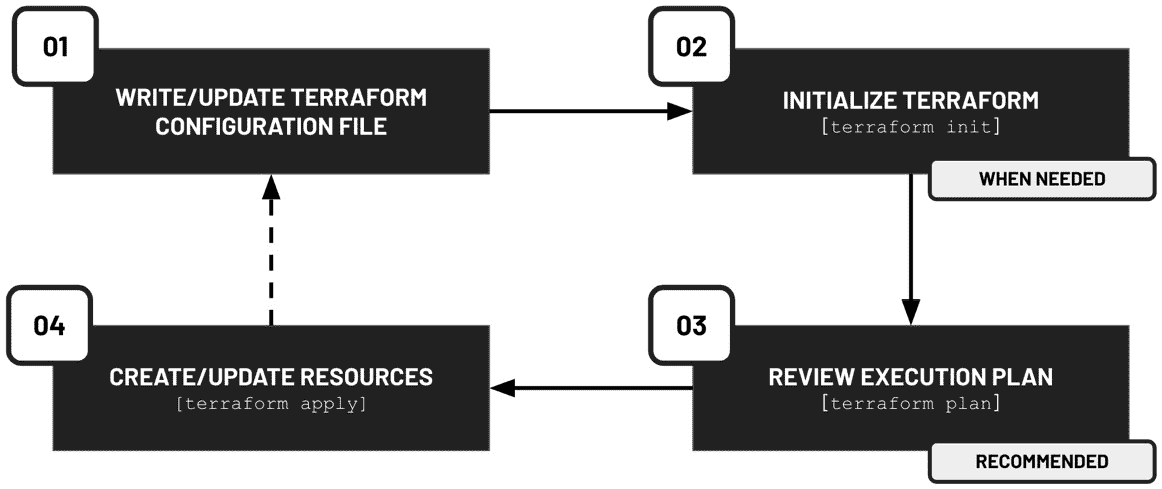 01
WRITE/UPDATE TERRAFORM
CONFIGURATION FILE
02
INITIALIZE TERRAFORM
[terraform init]
WHEN NEEDED
03
REVIEW EXECUTION PLAN
[terraform plan]
RECOMMENDED
04
CREATE/UPDATE RESOURCES
[terraform apply]